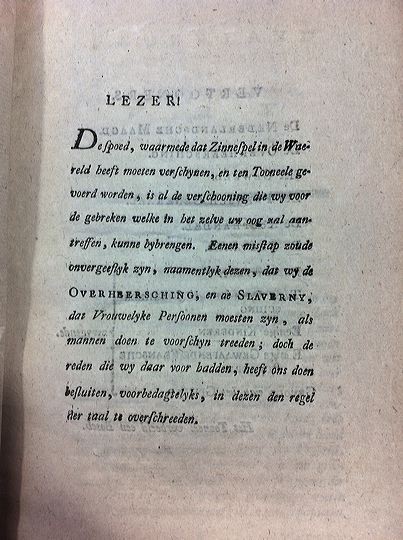 LEZER!
De spoed, waarmede dat Zinnespel in de Wae-
reld heeft moeten verschynen, en ten Tooneele ge-
voerd worden, is al de verschooning die wy voor
de gebreken welke in het zelve uw oog zal aan-
treffen, kunne bybrengen. Eenen misstap zoude
onvergeeflyk zyn, naamentlyk dezen, dat wy de
OVERHEERSCHING, en de SLAVERNY,
dat Vrouwelyke Persoonen moesten zyn, als
mannen doen te voorschyn treeden; doch de
reden die wy daar voor hadden, heeft ons doen
besluiten, voorbedagtelyks, in dezen den regel
der taal te overschreeden.